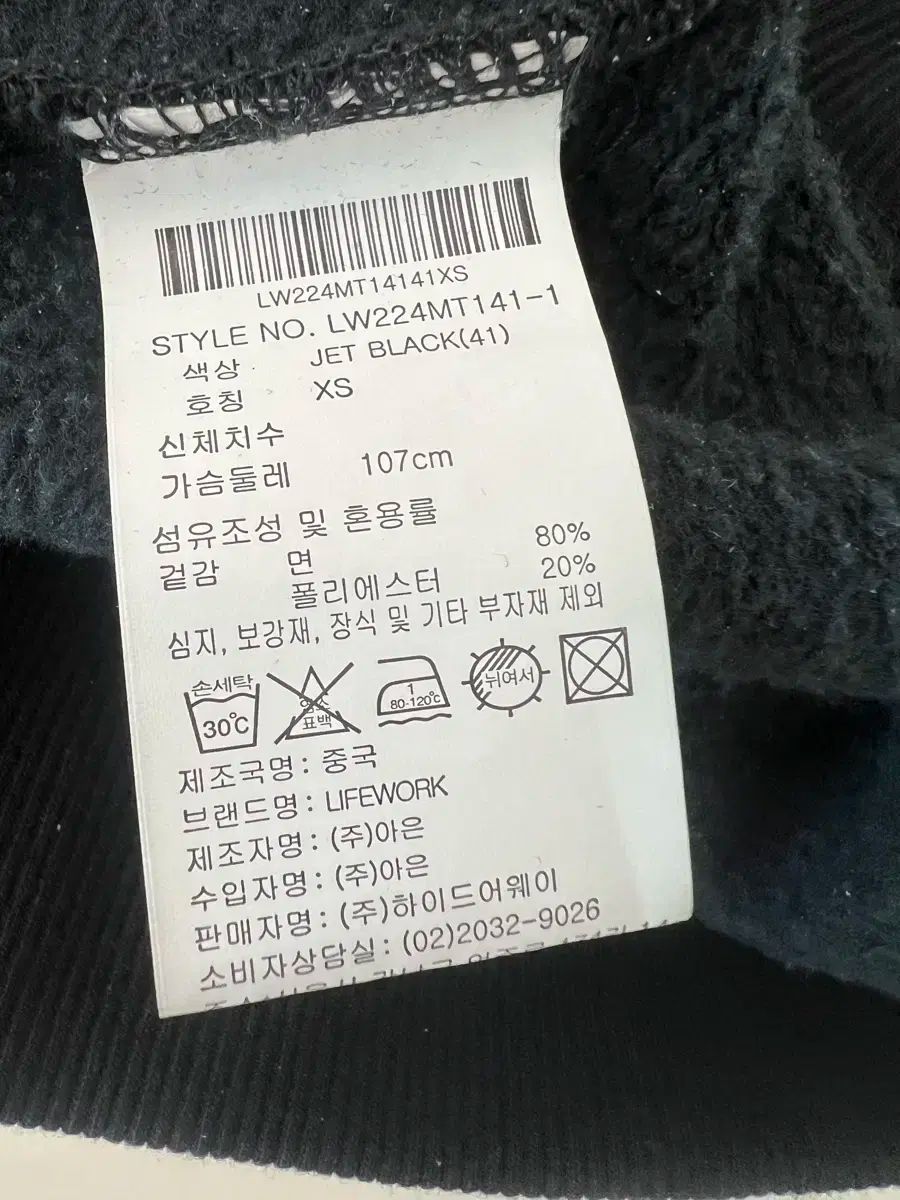 LW224MT14141XS
STYLE NO. LW224MT141-1
색상 JET BLACK(41)
호칭 XS
신체치수
가슴둘레 107cm
섬유조성 및 혼용률
겉감 면 80%
폴리에스터 20%
심지, 보강재, 장식 및 기타 부자재 제외
손세탁
30℃
염소
표백
1
80-120℃
뉘여서
제조국명: 중국
브랜드명: LIFEWORK
제조자명: (주)아은
수입자명: (주)아은
판매자명: (주)하이드어웨이
소비자상담실: (02)2032-9026